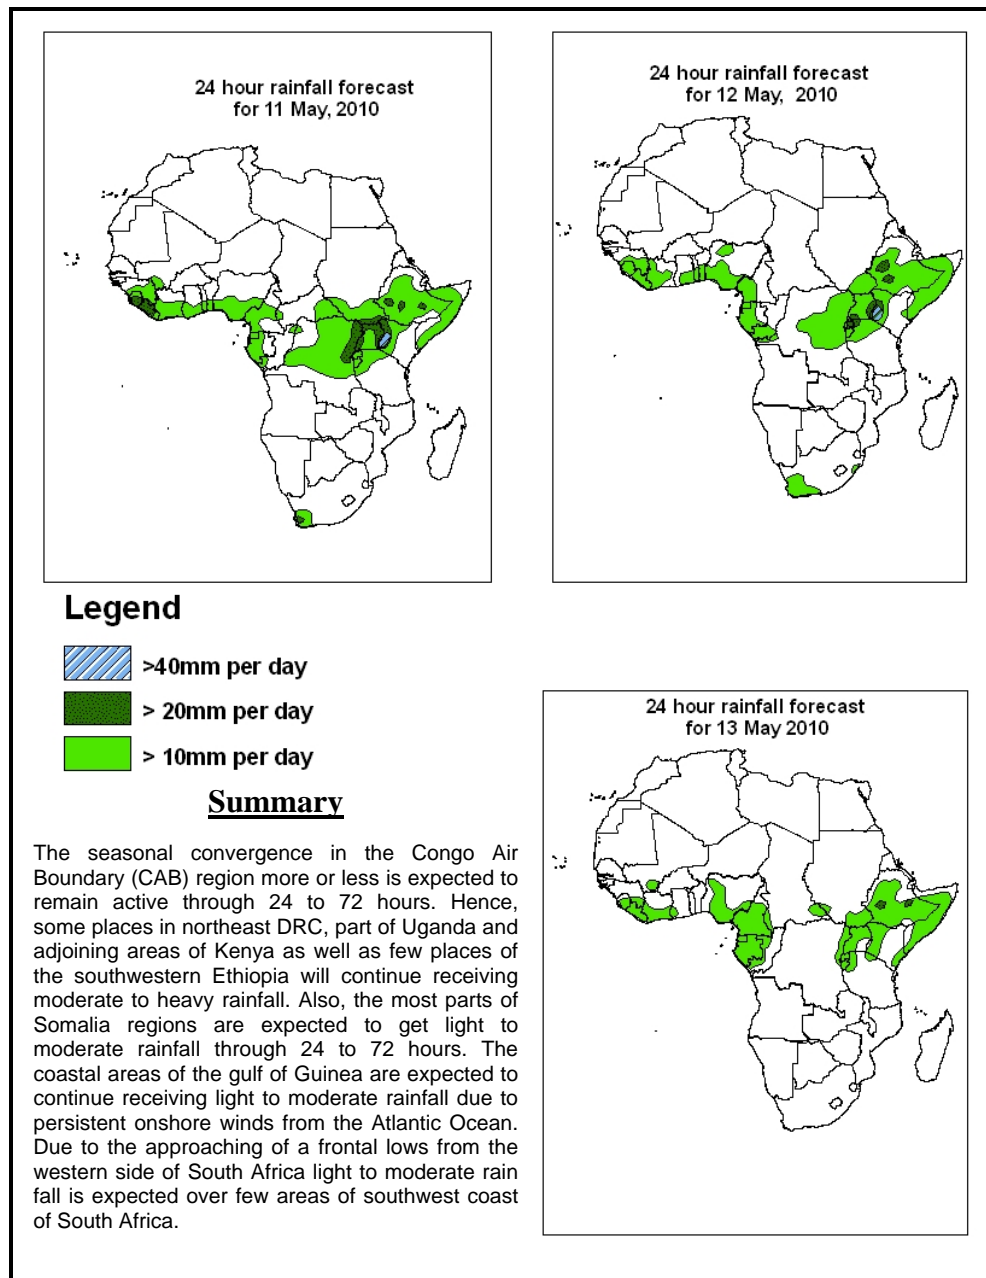 24 hour rainfall forecast
for 11 May, 2010
24 hour rainfall forecast
for 12 May, 2010
Legend
>40mm per day
> 20mm per day
> 10mm per day
24 hour rainfall forecast
for 13 May 2010
Summary
The seasonal convergence in the Congo Air
Boundary (CAB) region more or less is expected to
remain active through 24 to 72 hours. Hence,
some places in northeast DRC, part of Uganda and
adjoining areas of Kenya as well as few places of
the southwestern Ethiopia will continue receiving
moderate to heavy rainfall. Also, the most parts of
Somalia regions are expected to get light to
moderate rainfall through 24 to 72 hours. The
coastal areas of the gulf of Guinea are expected to
continue receiving light to moderate rainfall due to
persistent onshore winds from the Atlantic Ocean.
Due to the approaching of a frontal lows from the
western side of South Africa light to moderate rain
fall is expected over few areas of southwest coast
of South Africa.